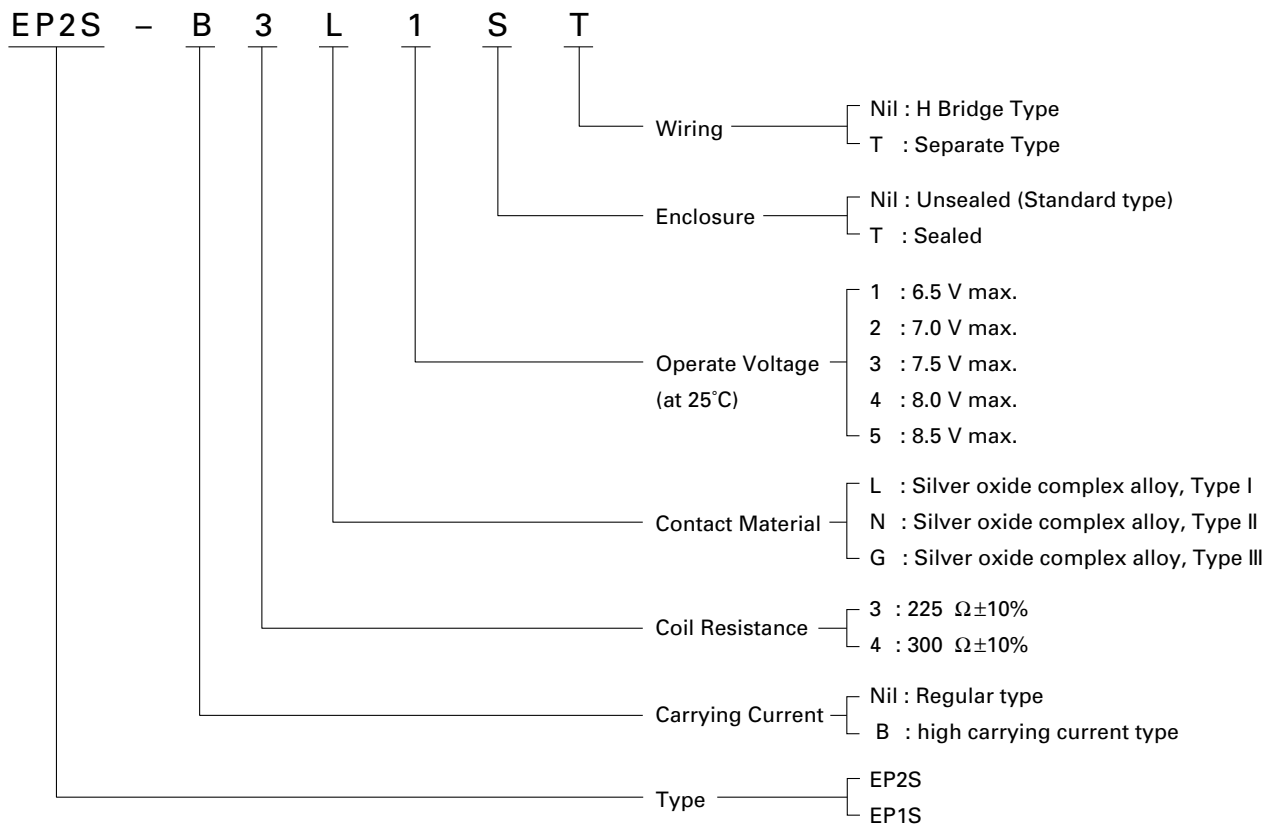 EP2S – B 3 L 1 S T
Wiring
Nil : H Bridge Type
T : Separate Type
Enclosure
Nil : Unsealed (Standard type)
T : Sealed
Operate Voltage
(at 25˚C)
1 : 6.5 V max.
2 : 7.0 V max.
3 : 7.5 V max.
4 : 8.0 V max.
5 : 8.5 V max.
Contact Material
L : Silver oxide complex alloy, Type I
N : Silver oxide complex alloy, Type II
G : Silver oxide complex alloy, Type III
Coil Resistance
3 : 225 Ω±10%
4 : 300 Ω±10%
Carrying Current
Nil : Regular type
B : high carrying current type
Type
EP2S
EP1S